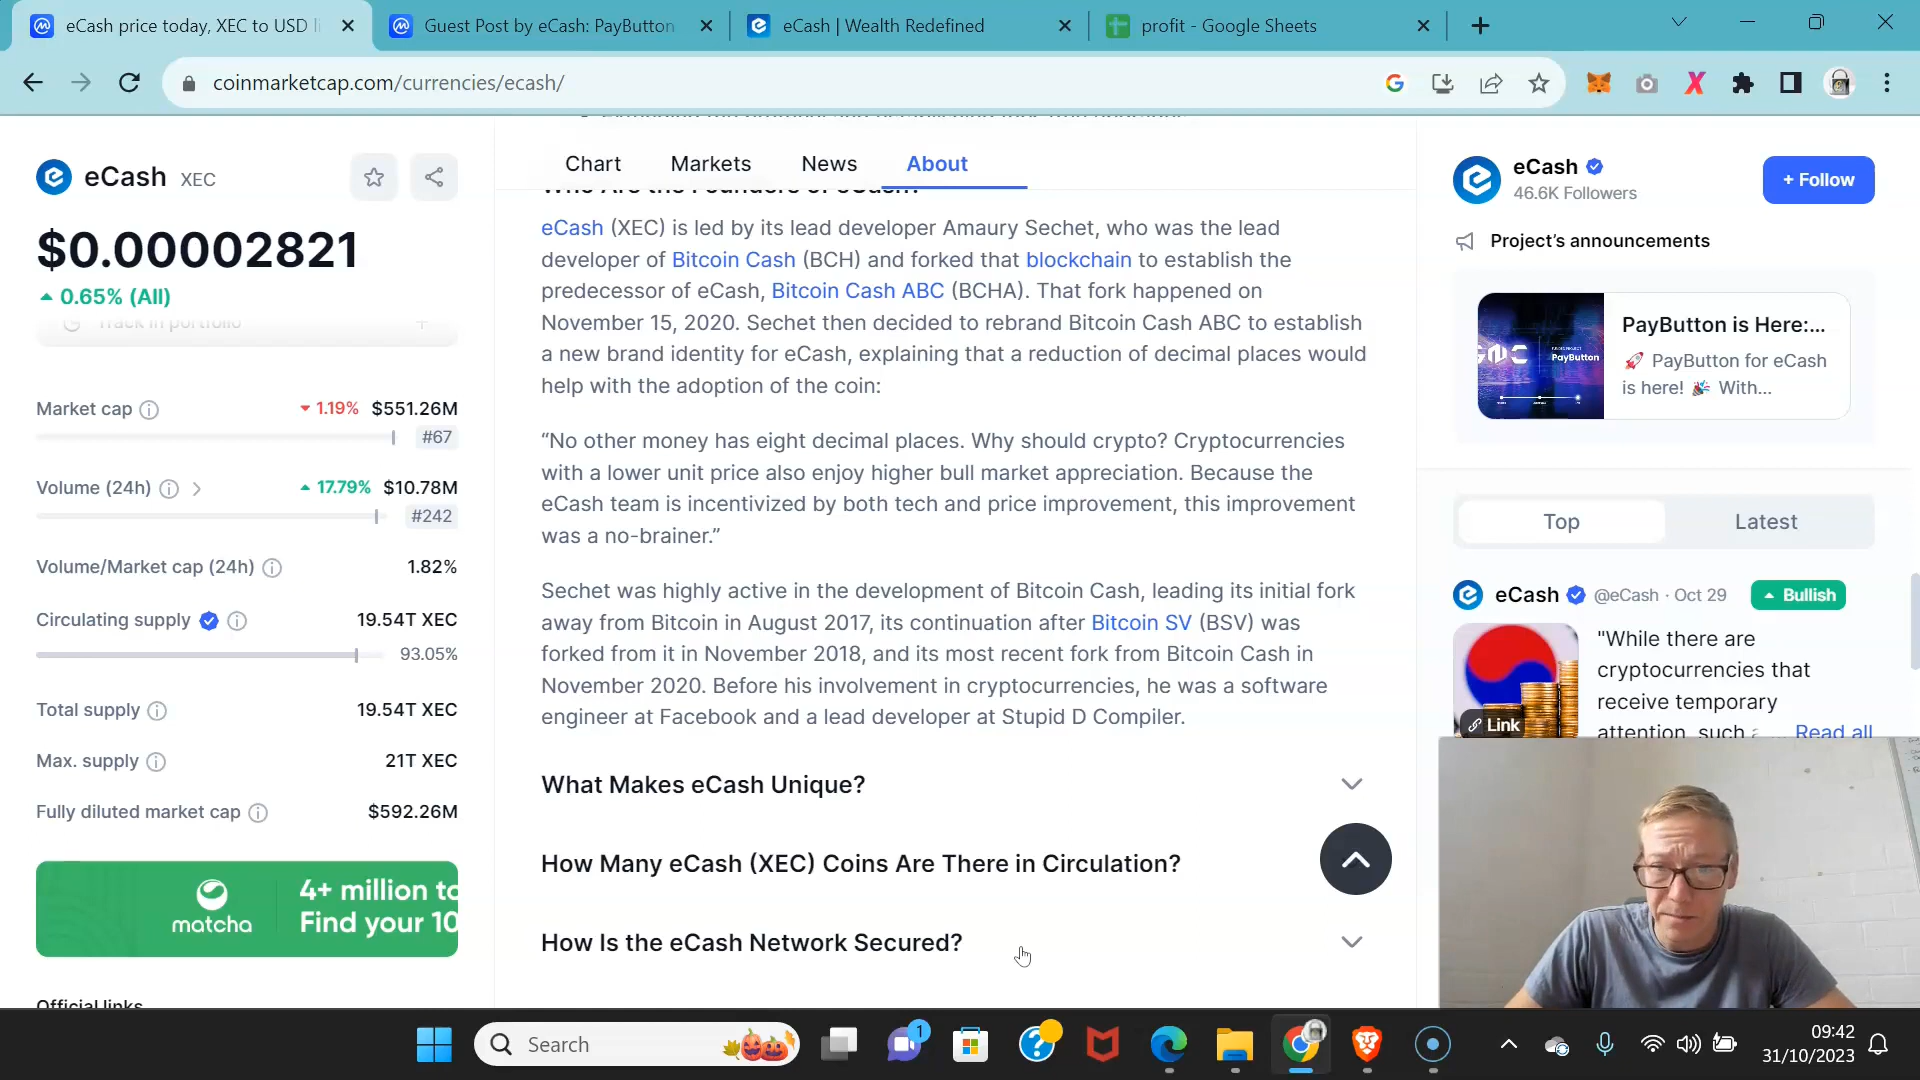 eCash price today, XEC to USD li
Guest Post by eCash: PayButton
eCash | Wealth Redefined
profit - Google Sheets
coinmarketcap.com/currencies/ecash/
eCash XEC
$0.00002821
0.65% (All)
Track in portfolio
Market cap 1.19% $551.26M
#67
Volume (24h) 17.79% $10.78M
#242
Volume/Market cap (24h) 1.82%
Circulating supply 19.54T XEC
93.05%
Total supply 19.54T XEC
Max. supply 21T XEC
Fully diluted market cap $592.26M
matcha
4+ million to
Find your 10
Official links
Chart Markets News About
Who Are the Founders of eCash?
eCash (XEC) is led by its lead developer Amaury Sechet, who was the lead
developer of Bitcoin Cash (BCH) and forked that blockchain to establish the
predecessor of eCash, Bitcoin Cash ABC (BCHA). That fork happened on
November 15, 2020. Sechet then decided to rebrand Bitcoin Cash ABC to establish
a new brand identity for eCash, explaining that a reduction of decimal places would
help with the adoption of the coin:
“No other money has eight decimal places. Why should crypto? Cryptocurrencies
with a lower unit price also enjoy higher bull market appreciation. Because the
eCash team is incentivized by both tech and price improvement, this improvement
was a no-brainer.”
Sechet was highly active in the development of Bitcoin Cash, leading its initial fork
away from Bitcoin in August 2017, its continuation after Bitcoin SV (BSV) was
forked from it in November 2018, and its most recent fork from Bitcoin Cash in
November 2020. Before his involvement in cryptocurrencies, he was a software
engineer at Facebook and a lead developer at Stupid D Compiler.
What Makes eCash Unique?
How Many eCash (XEC) Coins Are There in Circulation?
How Is the eCash Network Secured?
eCash
46.6K Followers
+ Follow
Project’s announcements
PayButton
PayButton is Here:...
🚀 PayButton for eCash
is here! 🎉 With...
Top Latest
eCash @eCash · Oct 29 Bullish
Link
"While there are
cryptocurrencies that
receive temporary
attention, such a... Read all
Search
1
09:42
31/10/2023